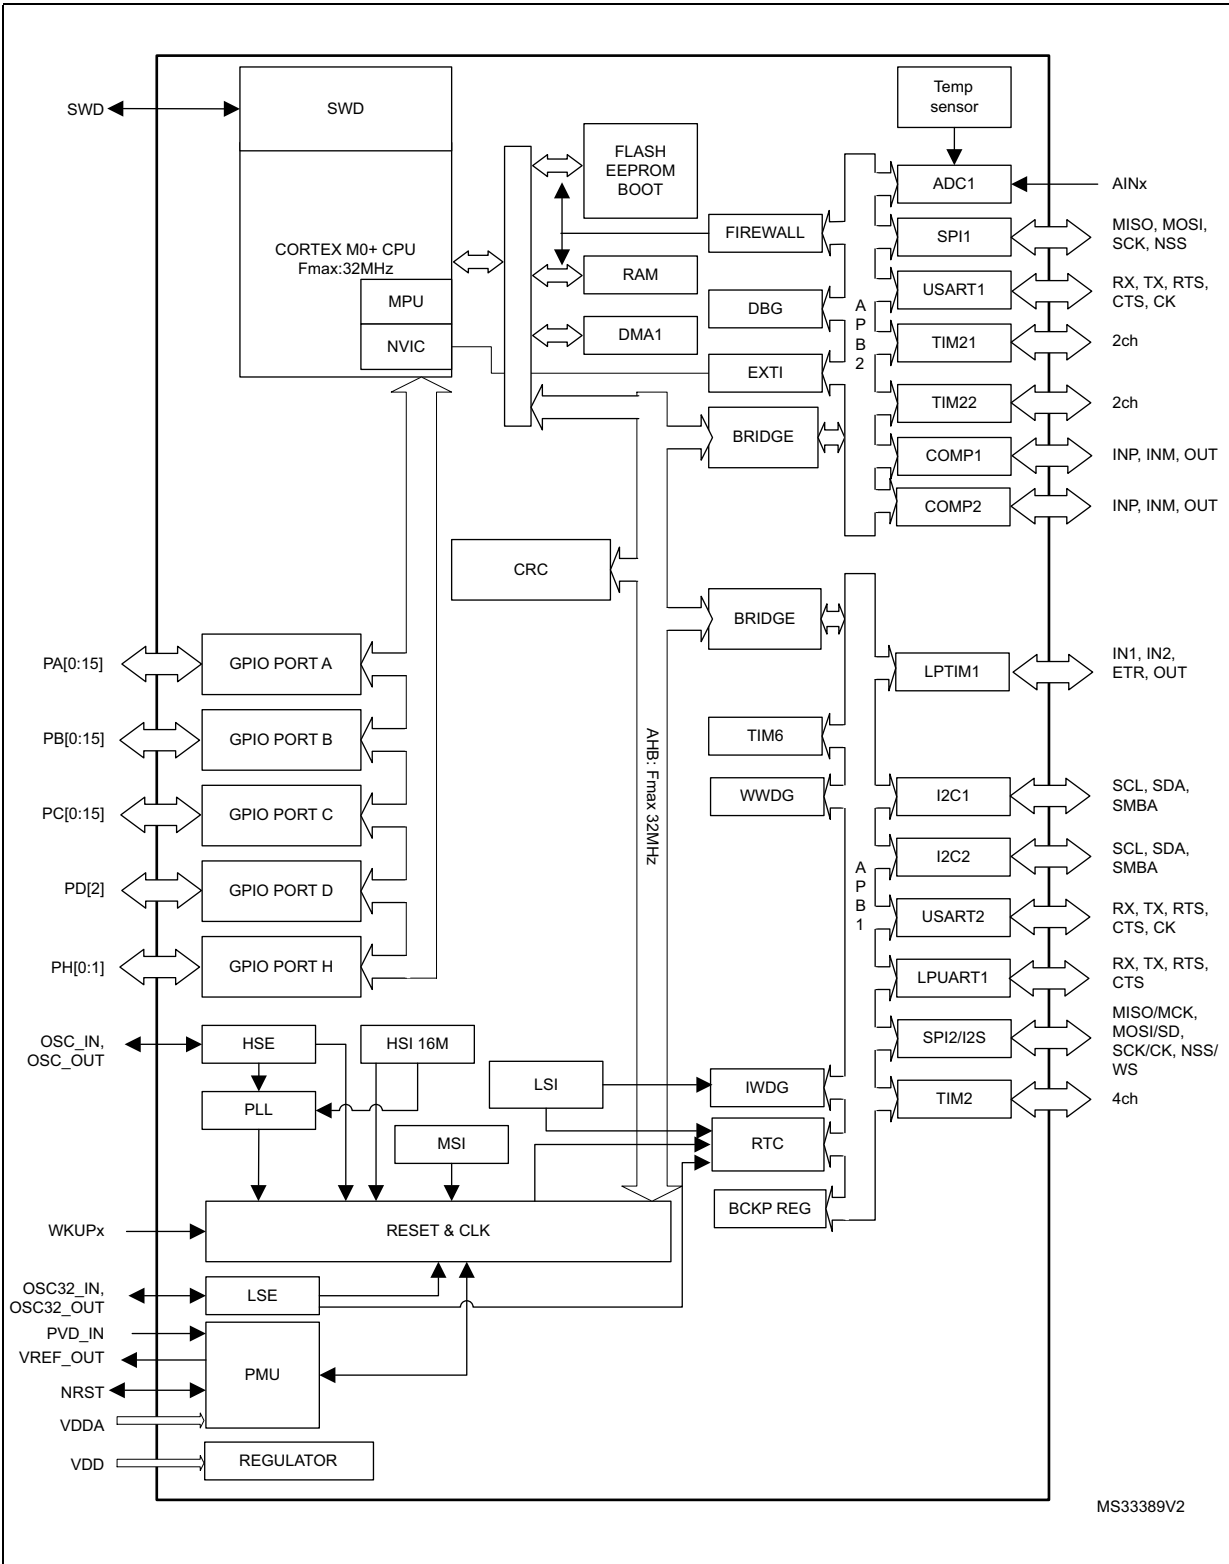 SWD
SWD
Temp
sensor
FLASH
EEPROM
BOOT
ADC1
AINx
CORTEX M0+ CPU
Fmax:32MHz
FIREWALL
SPI1
MISO, MOSI,
SCK, NSS
RAM
MPU
DBG
USART1
RX, TX, RTS,
CTS, CK
NVIC
DMA1
APB2
TIM21
2ch
EXTI
TIM22
2ch
BRIDGE
COMP1
INP, INM, OUT
COMP2
INP, INM, OUT
CRC
BRIDGE
PA[0:15]
GPIO PORT A
LPTIM1
IN1, IN2,
ETR, OUT
PB[0:15]
GPIO PORT B
AHB: Fmax 32MHz
TIM6
PC[0:15]
GPIO PORT C
WWDG
I2C1
SCL, SDA,
SMBA
I2C2
SCL, SDA,
SMBA
PD[2]
GPIO PORT D
APB1
USART2
RX, TX, RTS,
CTS, CK
PH[0:1]
GPIO PORT H
LPUART1
RX, TX, RTS,
CTS
OSC_IN,
OSC_OUT
HSE
HSI 16M
SPI2/I2S
MISO/MCK,
MOSI/SD,
SCK/CK, NSS/
WS
LSI
IWDG
PLL
TIM2
4ch
MSI
RTC
BCKP REG
WKUPx
RESET & CLK
OSC32_IN,
OSC32_OUT
LSE
PVD_IN
VREF_OUT
PMU
NRST
VDDA
VDD
REGULATOR
MS33389V2